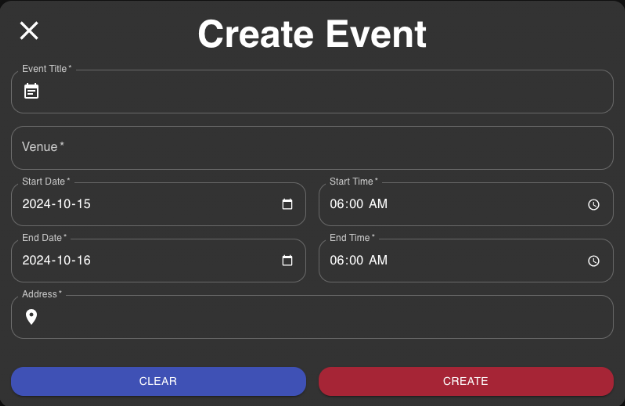 Create Event
Event Title *
Venue *
Start Date *
Start Time *
2024-10-15
06:00 AM
End Date *
End Time *
2024-10-16
06:00 AM
Address *
CLEAR
CREATE